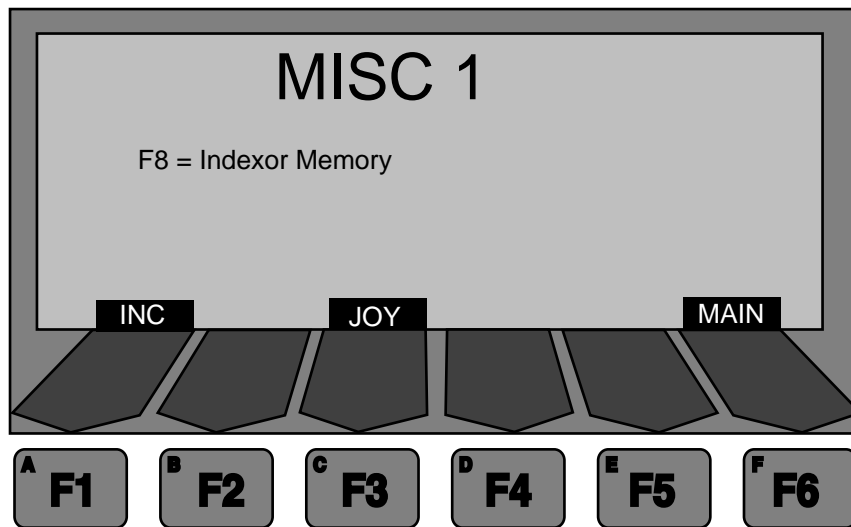 MISC 1
F8 = Indexor Memory
INC JOY MAIN
A F1 B F2 C F3 D F4 E F5 F F6